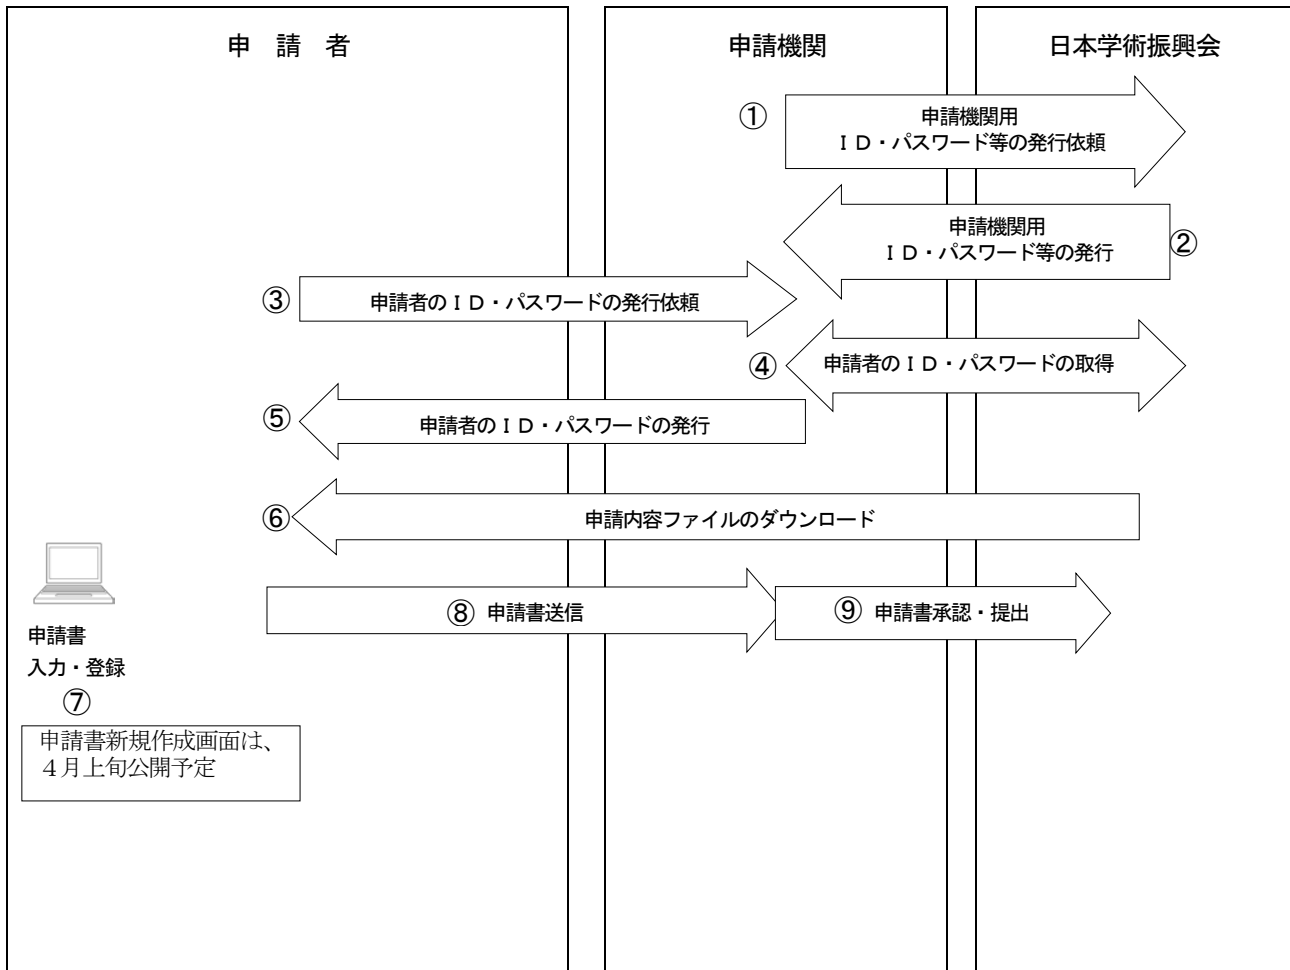 申　請　者
申請機関
日本学術振興会
①
申請機関用
ＩＤ・パスワード等の発行依頼
申請機関用
ＩＤ・パスワード等の発行
②
③
申請者のＩＤ・パスワードの発行依頼
④
申請者のＩＤ・パスワードの取得
⑤
申請者のＩＤ・パスワードの発行
⑥
申請内容ファイルのダウンロード
⑧ 申請書送信
⑨ 申請書承認・提出
申請書
入力・登録
⑦
申請書新規作成画面は、
４月上旬公開予定